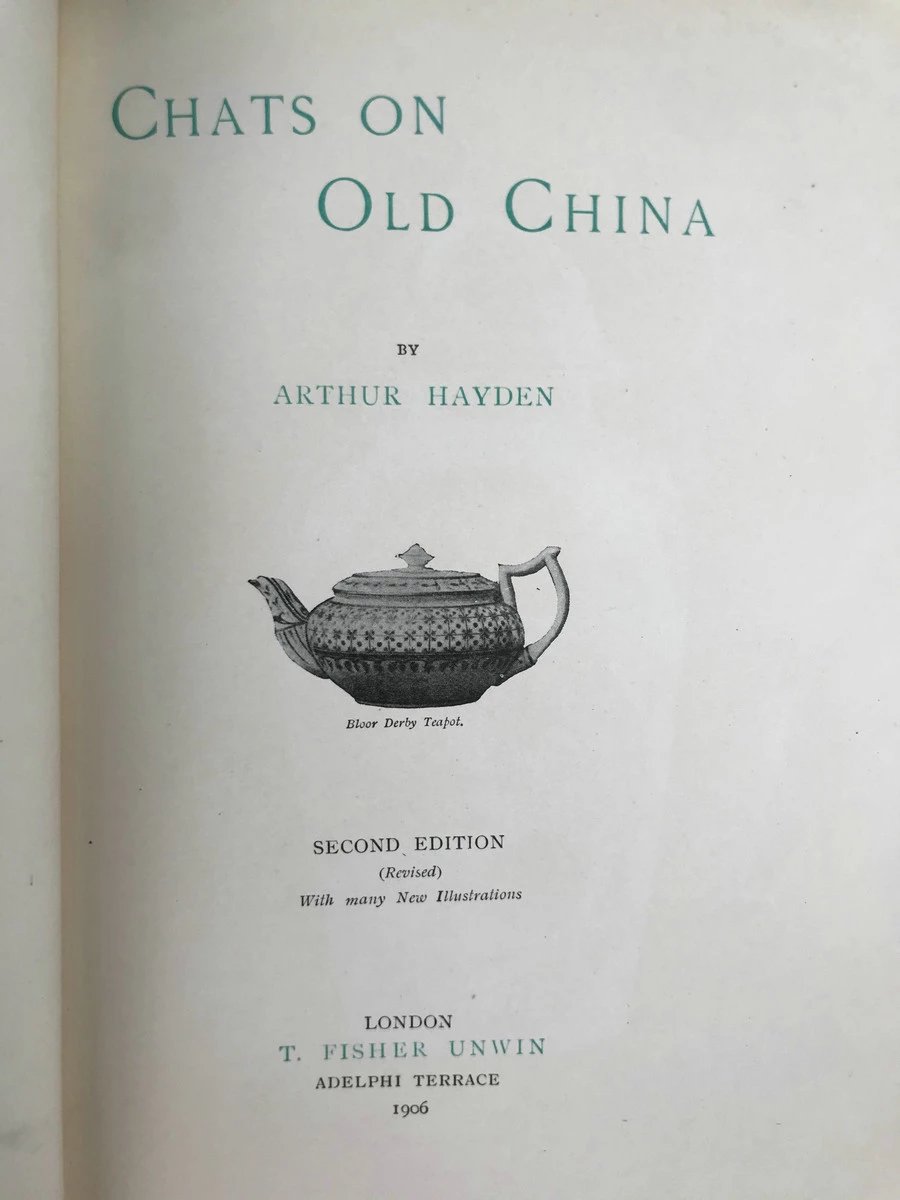 CHATS ON
OLD CHINA
BY
ARTHUR HAYDEN
Bloor Derby Teapot.
SECOND EDITION
(Revised)
With many New Illustrations
LONDON
T. FISHER UNWIN
ADELPHI TERRACE
1906